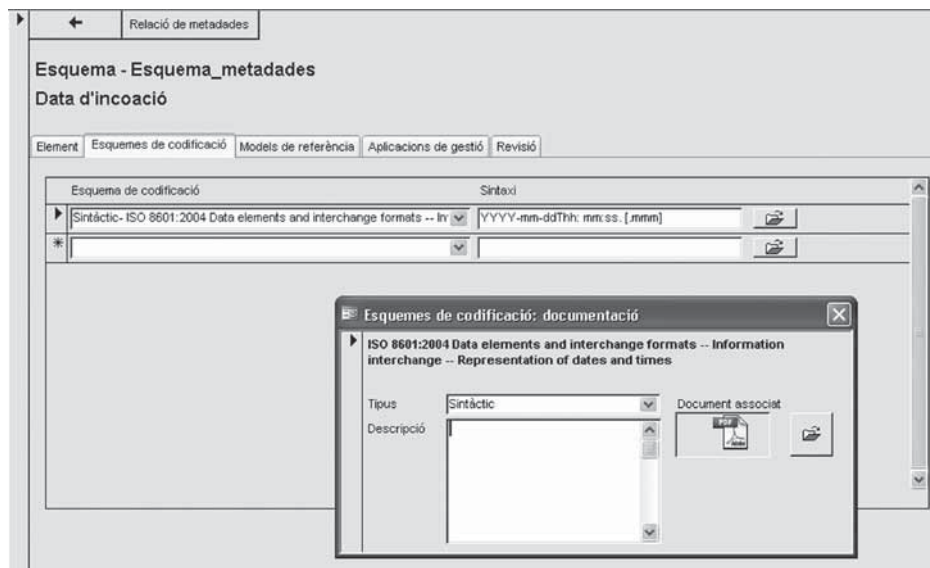 Relació de metadades
Esquema - Esquema_metadades
Data d'incoació
Element Esquemes de codificació Models de referència Aplicacions de gestió Revisió
Esquema de codificació Sintaxi
Sintáctic- ISO 8601:2004 Data elements and interchange formats -- In YYYY-mm-ddThh: mm:ss. [.mmm]
Esquemes de codificació: documentació
ISO 8601:2004 Data elements and interchange formats -- Information
interchange -- Representation of dates and times
Tipus Sintàctic Document associat
Descripció